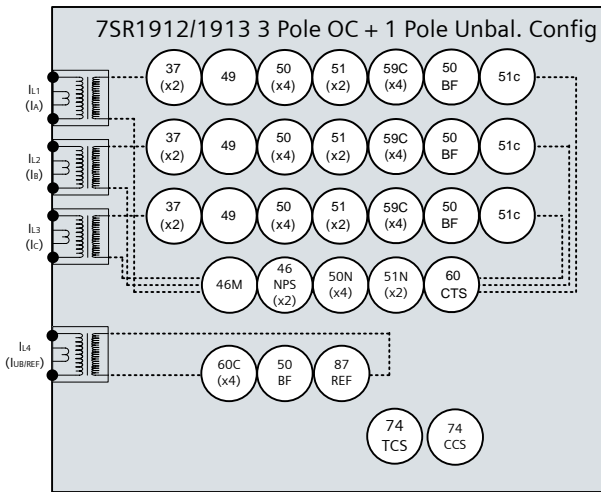 7SR1912/1913 3 Pole OC + 1 Pole Unbal. Config
IL1
(IA)
37
(x2)
49
50
(x4)
51
(x2)
59C
(x4)
50
BF
51c
IL2
(IB)
37
(x2)
49
50
(x4)
51
(x2)
59C
(x4)
50
BF
51c
IL3
(IC)
37
(x2)
49
50
(x4)
51
(x2)
59C
(x4)
50
BF
51c
46M
46
NPS
(x2)
50N
(x4)
51N
(x2)
60
CTS
IL4
(IUB/REF)
60C
(x4)
50
BF
87
REF
74
TCS
74
CCS